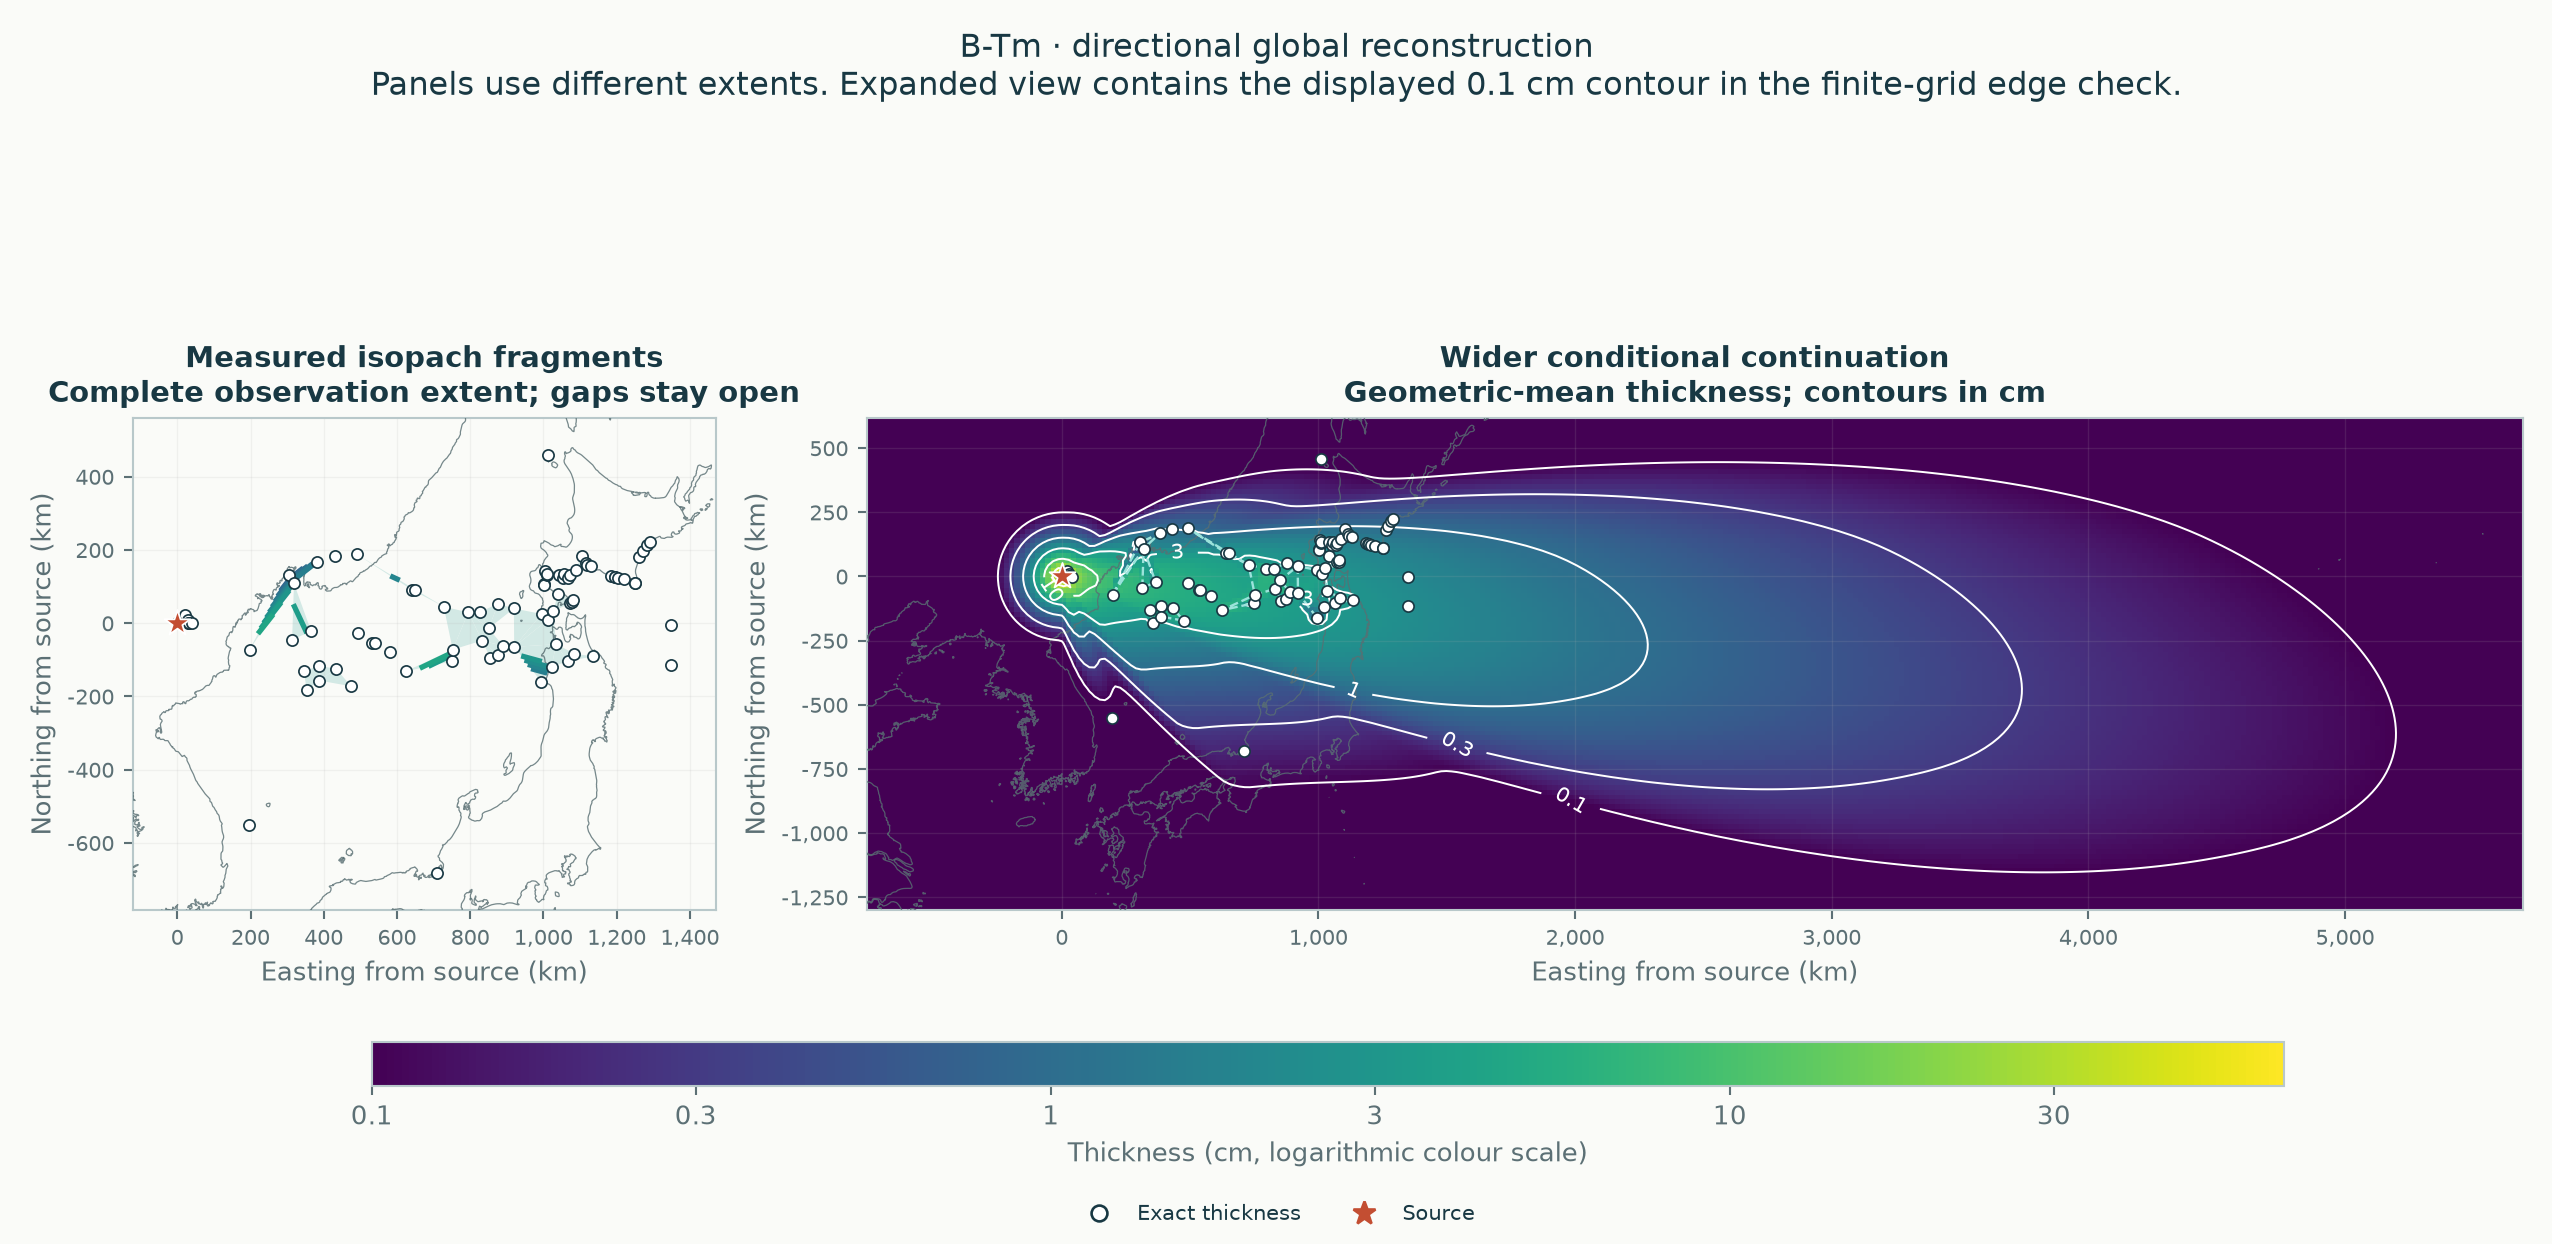 B-Tm · directional global reconstruction
Panels use different extents. Expanded view contains the displayed 0.1 cm contour in the finite-grid edge check.
Measured isopach fragments
Complete observation extent; gaps stay open
Northing from source (km)
400
200
0
-200
-400
-600
0 200 400 600 800 1,000 1,200 1,400
Easting from source (km)
Wider conditional continuation
Geometric-mean thickness; contours in cm
Northing from source (km)
500
250
0
-250
-500
-750
-1,000
-1,250
3
10
3
1
0.3
0.1
0 1,000 2,000 3,000 4,000 5,000
Easting from source (km)
0.1 0.3 1 3 10 30
Thickness (cm, logarithmic colour scale)
Exact thickness Source